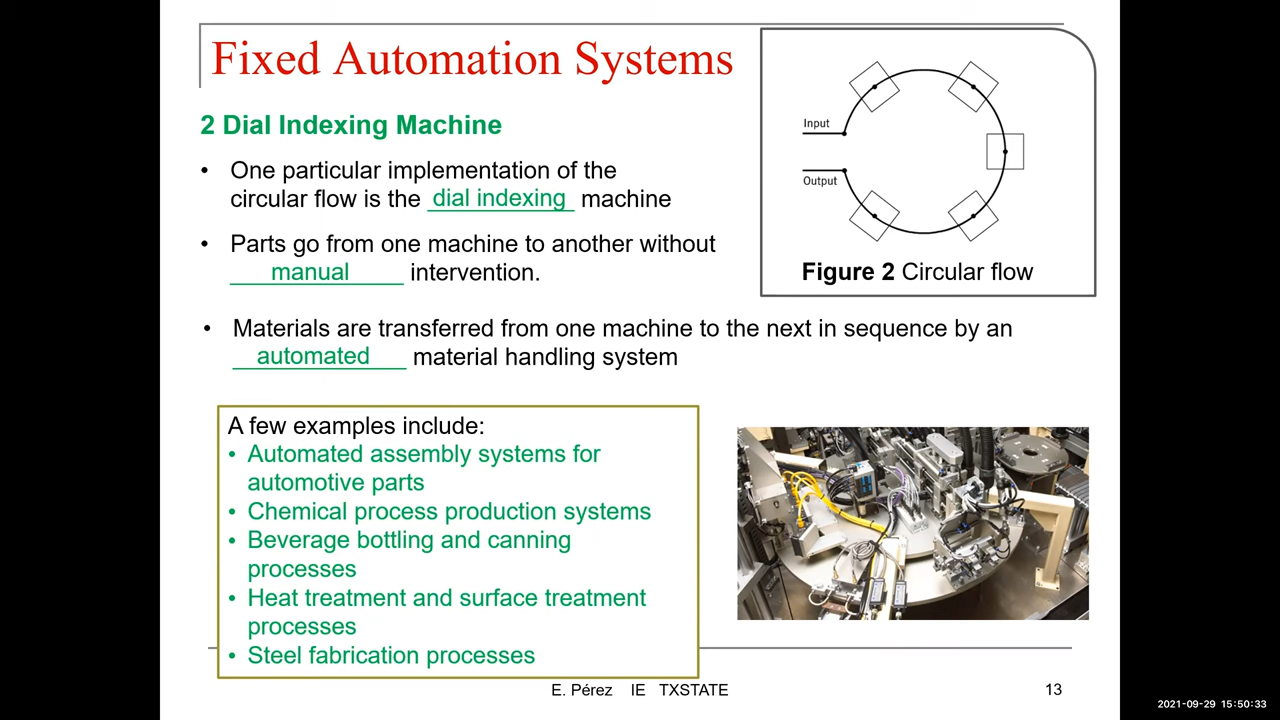 Fixed Automation Systems
2 Dial Indexing Machine
• One particular implementation of the
circular flow is the dial indexing machine
• Parts go from one machine to another without
manual intervention.
• Materials are transferred from one machine to the next in sequence by an
automated material handling system
Input
Output
Figure 2 Circular flow
A few examples include:
• Automated assembly systems for
automotive parts
• Chemical process production systems
• Beverage bottling and canning
processes
• Heat treatment and surface treatment
processes
• Steel fabrication processes
E. Pérez IE TXSTATE
13
2021-09-29 15:50:33